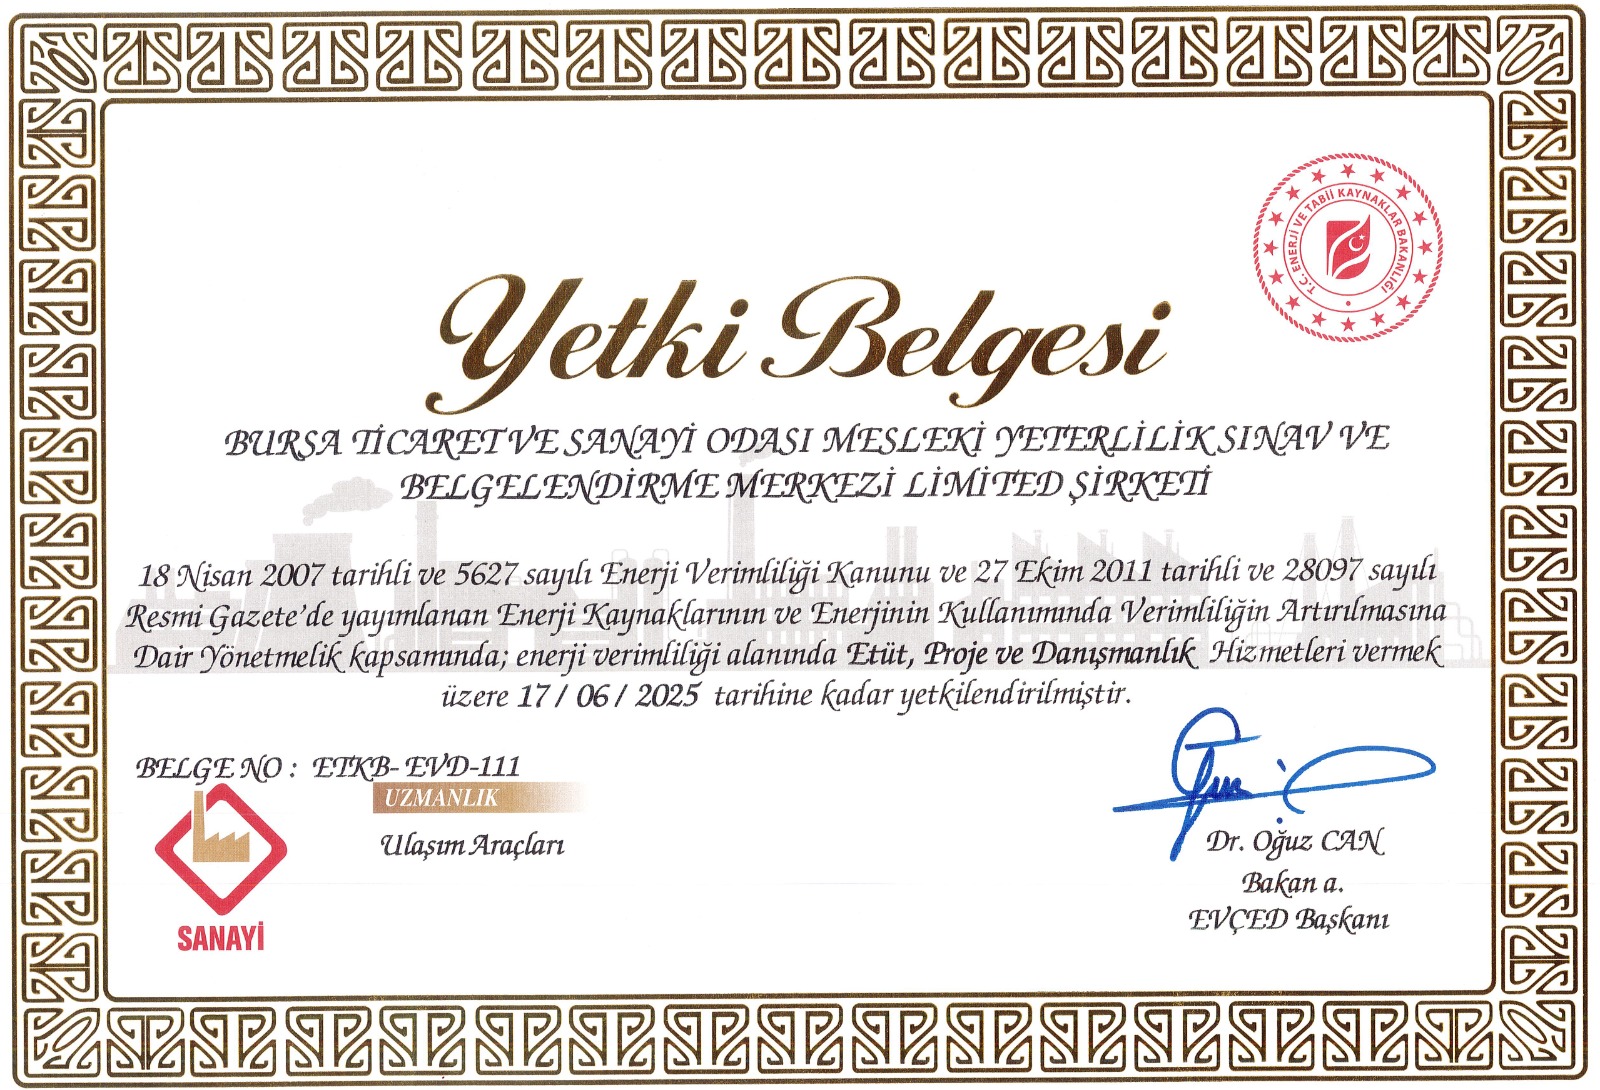 T.C. ENERJİ VE TABİİ KAYNAKLAR BAKANLIĞI
Yetki Belgesi
BURSA TİCARET VE SANAYİ ODASI MESLEKİ YETERLİLİK SINAV VE
BELGELENDİRME MERKEZİ LİMİTED ŞİRKETİ
18 Nisan 2007 tarihli ve 5627 sayılı Enerji Verimliliği Kanunu ve 27 Ekim 2011 tarihli ve 28097 sayılı
Resmi Gazete'de yayımlanan Enerji Kaynaklarının ve Enerjinin Kullanımında Verimliliğin Artırılmasına
Dair Yönetmelik kapsamında; enerji verimliliği alanında Etüt, Proje ve Danışmanlık Hizmetleri vermek
üzere 17 / 06 / 2025 tarihine kadar yetkilendirilmiştir.
BELGE NO : ETKB- EVD-111
UZMANLIK
Ulaşım Araçları
SANAYİ
Dr. Oğuz CAN
Bakan a.
EVÇED Başkanı